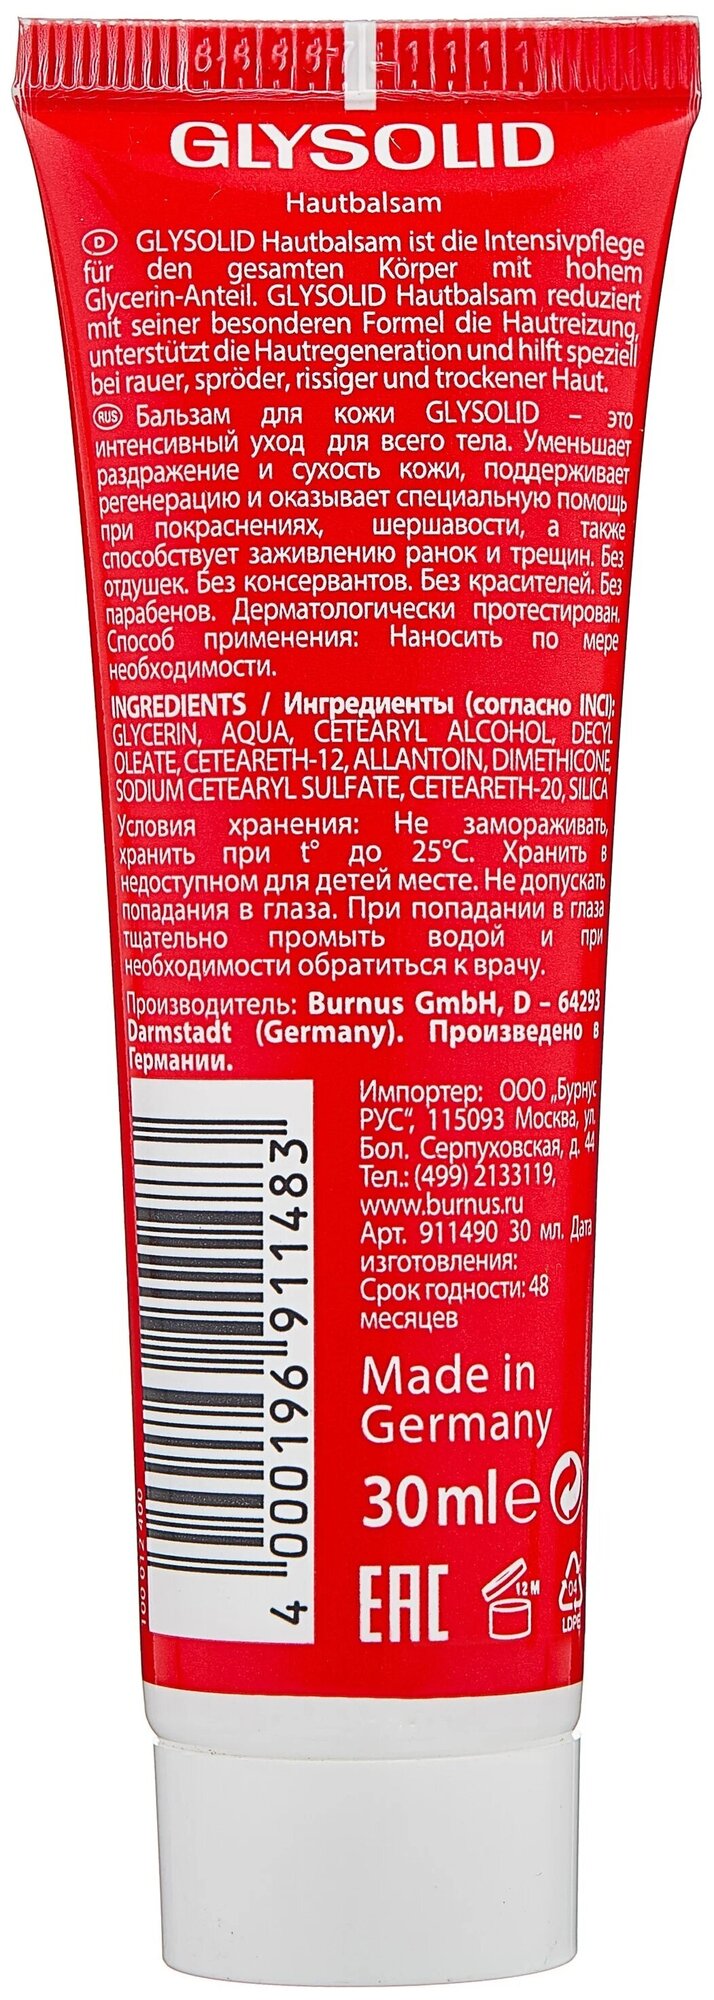 GLYSOLID
Hautbalsam
D GLYSOLID Hautbalsam ist die Intensivpflege
für den gesamten Körper mit hohem
Glycerin-Anteil. GLYSOLID Hautbalsam reduziert
mit seiner besonderen Formel die Hautreizung,
unterstützt die Hautregeneration und hilft speziell
bei rauer, spröder, rissiger und trockener Haut.
RUS Бальзам для кожи GLYSOLID – это
интенсивный уход для всего тела. Уменьшает
раздражение и сухость кожи, поддерживает
регенерацию и оказывает специальную помощь
при покраснениях, шершавости, а также
способствует заживлению ранок и трещин. Без
отдушек. Без консервантов. Без красителей. Без
парабенов. Дерматологически протестирован.
Способ применения: Наносить по мере
необходимости.
INGREDIENTS / Ингредиенты (согласно INCI):
GLYCERIN, AQUA, CETEARYL ALCOHOL, DECYL
OLEATE, CETEARETH-12, ALLANTOIN, DIMETHICONE,
SODIUM CETEARYL SULFATE, CETEARETH-20, SILICA
Условия хранения: Не замораживать,
хранить при t° до 25°C. Хранить в
недоступном для детей месте. Не допускать
попадания в глаза. При попадании в глаза
тщательно промыть водой и при
необходимости обратиться к врачу.
Производитель: Burnus GmbH, D – 64293
Darmstadt (Germany). Произведено в
Германии.
Импортер: ООО „Бурнус
РУС“, 115093 Москва, ул.
Бол. Серпуховская, д. 44
Тел.: (499) 2133119,
www.burnus.ru
Арт. 911490 30 мл. Дата
изготовления:
Срок годности: 48
месяцев
Made in
Germany
30 ml e
EAC
12 M
04
LDPE
4 000196 911483
100 012 400